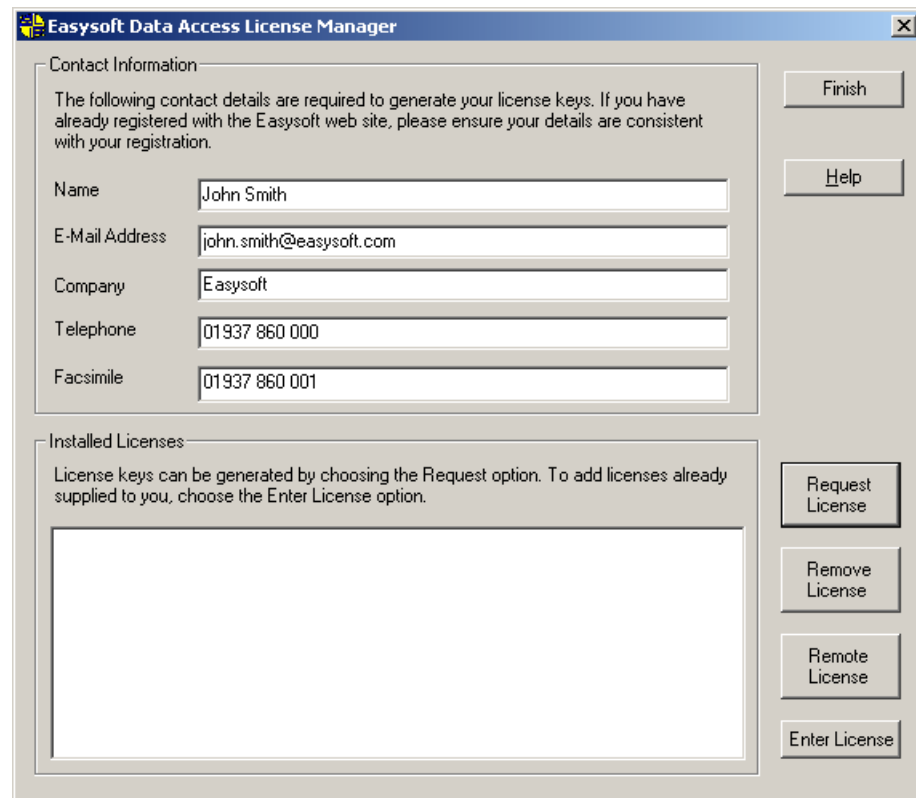 Easysoft Data Access License Manager
Contact Information
The following contact details are required to generate your license keys. If you have
already registered with the Easysoft web site, please ensure your details are consistent
with your registration.
Name
John Smith
E-Mail Address
john.smith@easysoft.com
Company
Easysoft
Telephone
01937 860 000
Facsimile
01937 860 001
Finish
Help
Installed Licenses
License keys can be generated by choosing the Request option. To add licenses already
supplied to you, choose the Enter License option.
Request
License
Remove
License
Remote
License
Enter License